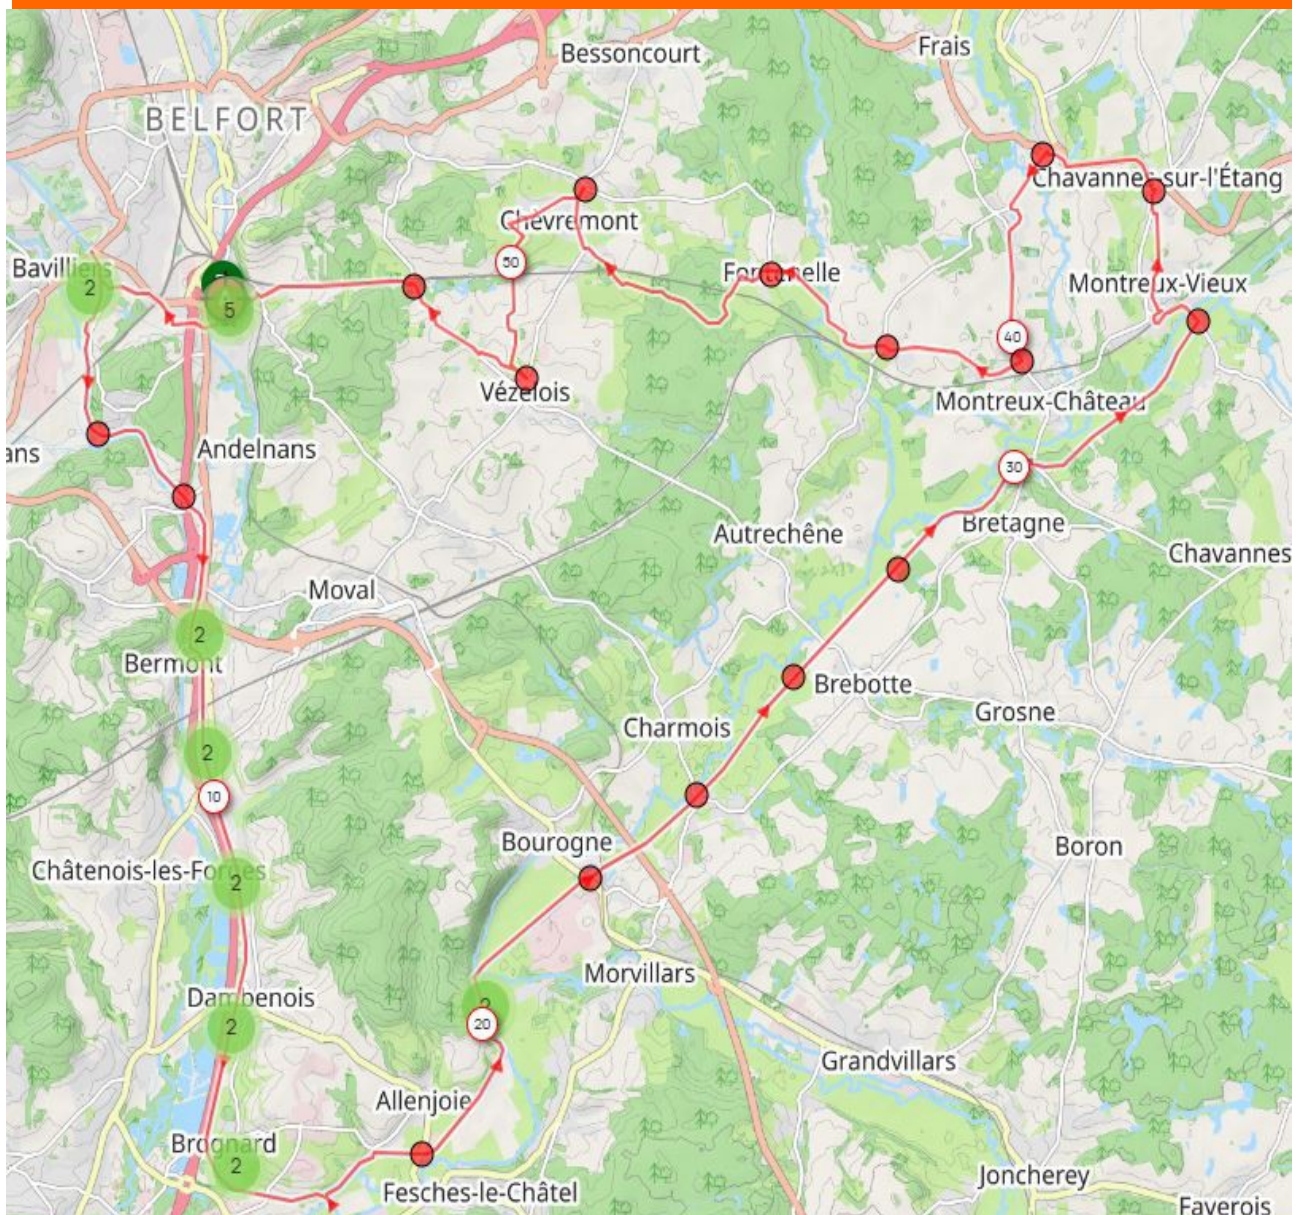 Bessoncourt
Frais
BELFORT
Chavannes-sur-l'Étang
Chèvremont
50
Bavilliers
2
5
Fontenelle
Montreux-Vieux
40
Vézelois
Montreux-Château
Andelnans
ans
30
Bretagne
Autrechêne
Chavannes
Moval
2
Bermont
Brebotte
Grosne
Charmois
2
10
Bourogne
Boron
Châtenois-les-Forges
2
Morvillars
Dambenois
2
2
20
Grandvillars
Allenjoie
Brognard
2
Joncherey
Fesches-le-Châtel
Faverois